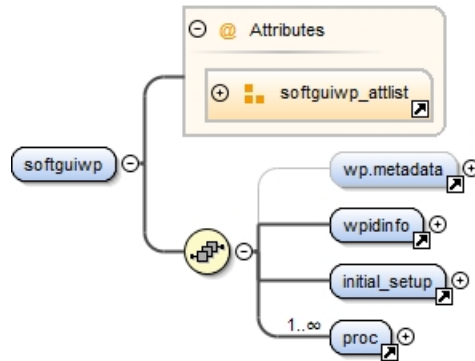 @ Attributes
softguiwp_attlist
softguiwp
wp.metadata
wpidinfo
initial_setup
1..∞
proc